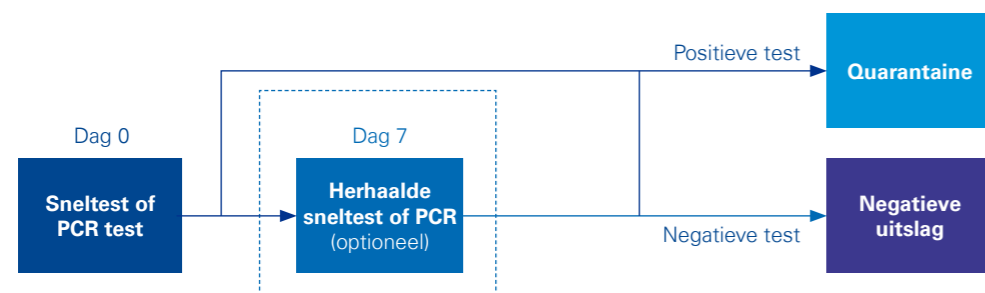 Positieve test
Quarantaine
Dag 0
Dag 7
Sneltest of
PCR test
Herhaalde
sneltest of PCR
(optioneel)
Negatieve test
Negatieve
uitslag